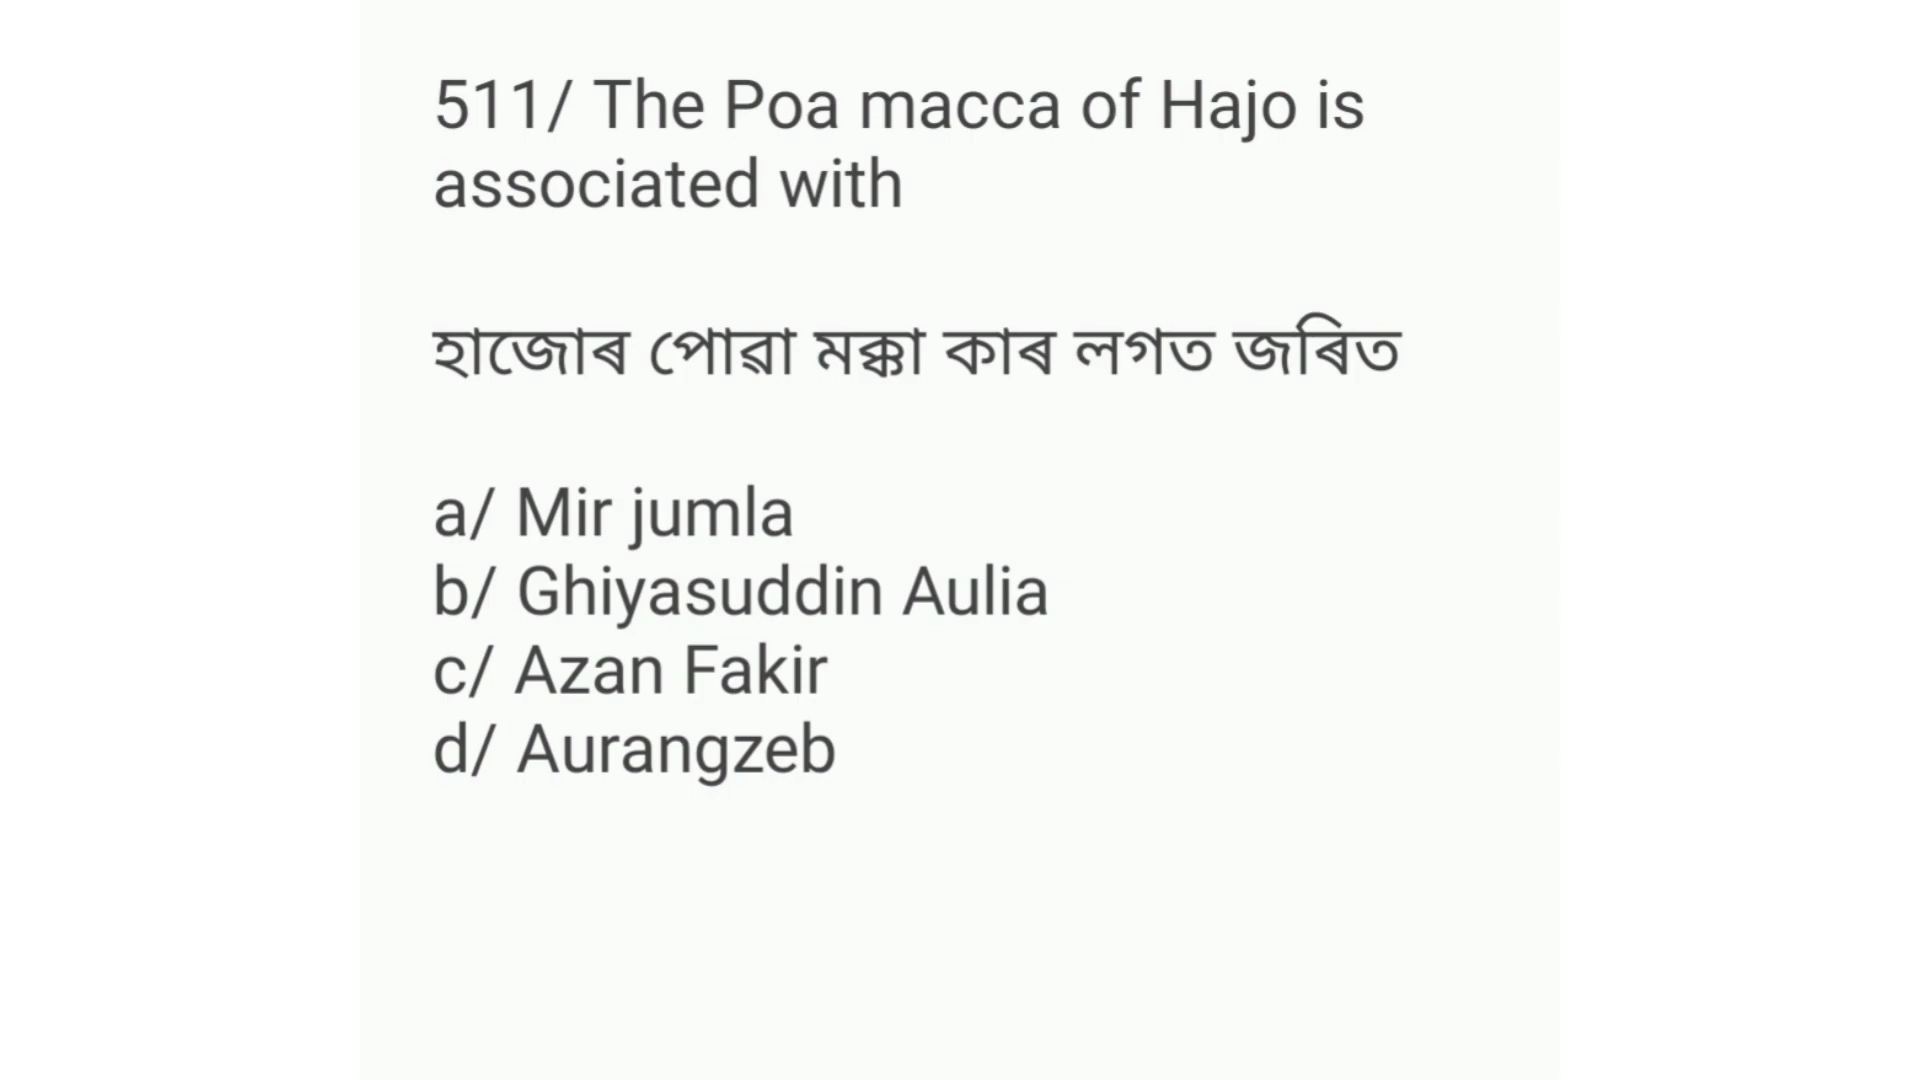 511/ The Poa macca of Hajo is
associated with
হাজোৰ পোৱা মক্কা কাৰ লগত জৰিত
a/ Mir jumla
b/ Ghiyasuddin Aulia
c/ Azan Fakir
d/ Aurangzeb